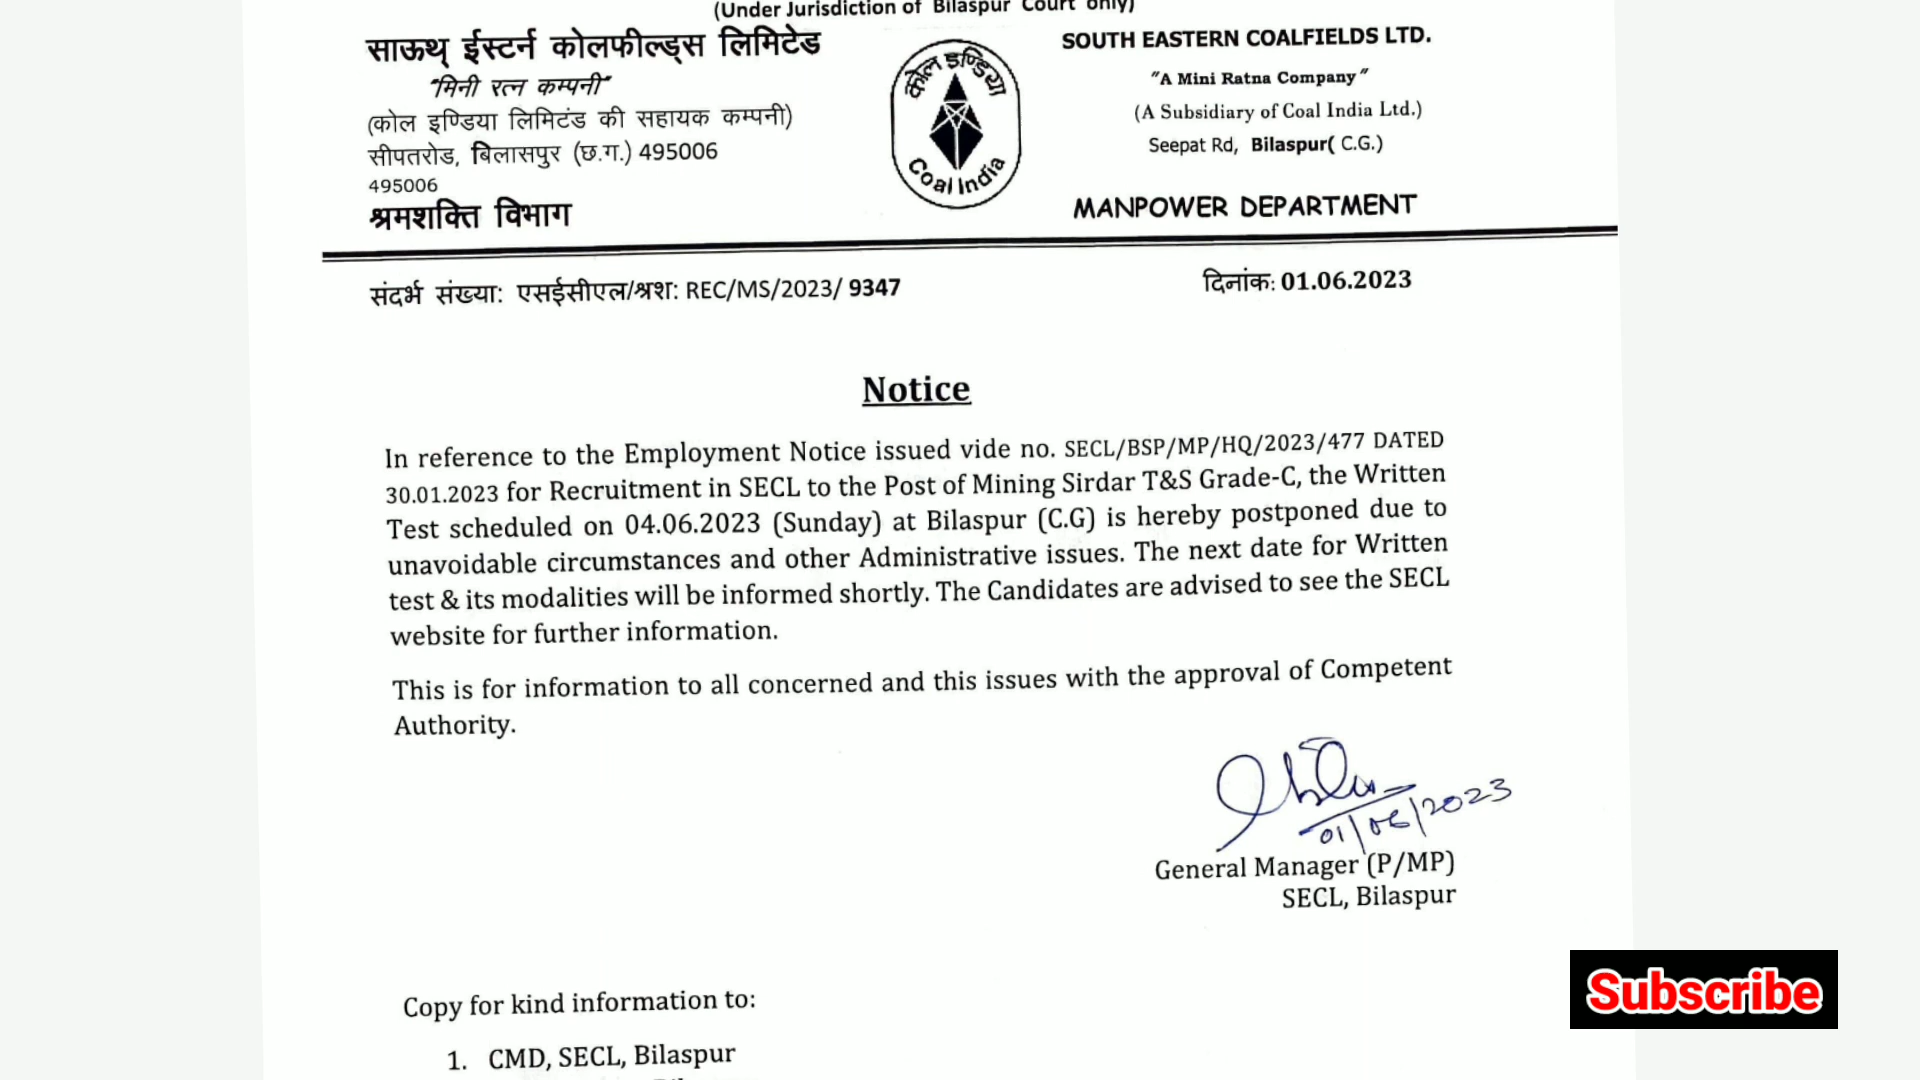 (Under Jurisdiction of Bilaspur Court only)
साऊथ् ईस्टर्न कोलफील्ड्स लिमिटेड
"मिनी रत्न कम्पनी"
(कोल इण्डिया लिमिटंड की सहायक कम्पनी)
सीपतरोड, बिलासपुर (छ.ग.) 495006
495006
श्रमशक्ति विभाग
कोल इण्डिया
Coal India
SOUTH EASTERN COALFIELDS LTD.
"A Mini Ratna Company"
(A Subsidiary of Coal India Ltd.)
Seepat Rd, Bilaspur( C.G.)
MANPOWER DEPARTMENT
संदर्भ संख्या: एसईसीएल/श्रश: REC/MS/2023/ 9347
दिनांक: 01.06.2023
Notice
In reference to the Employment Notice issued vide no. SECL/BSP/MP/HQ/2023/477 DATED
30.01.2023 for Recruitment in SECL to the Post of Mining Sirdar T&S Grade-C, the Written
Test scheduled on 04.06.2023 (Sunday) at Bilaspur (C.G) is hereby postponed due to
unavoidable circumstances and other Administrative issues. The next date for Written
test & its modalities will be informed shortly. The Candidates are advised to see the SECL
website for further information.
This is for information to all concerned and this issues with the approval of Competent
Authority.
01/06/2023
General Manager (P/MP)
SECL, Bilaspur
Copy for kind information to:
1. CMD, SECL, Bilaspur
Subscribe